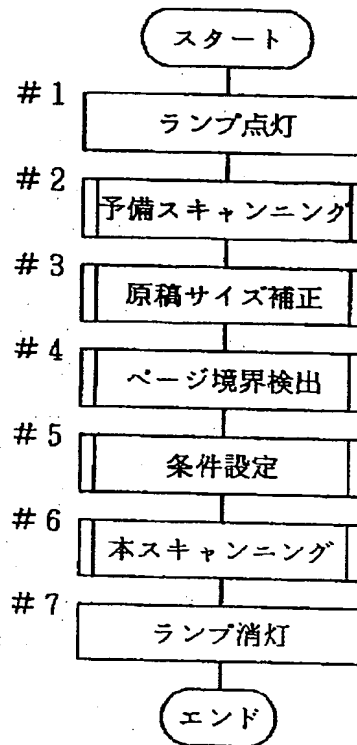 スタート
#1
ランプ点灯
#2
予備スキャンニング
#3
原稿サイズ補正
#4
ページ境界検出
#5
条件設定
#6
本スキャンニング
#7
ランプ消灯
エンド